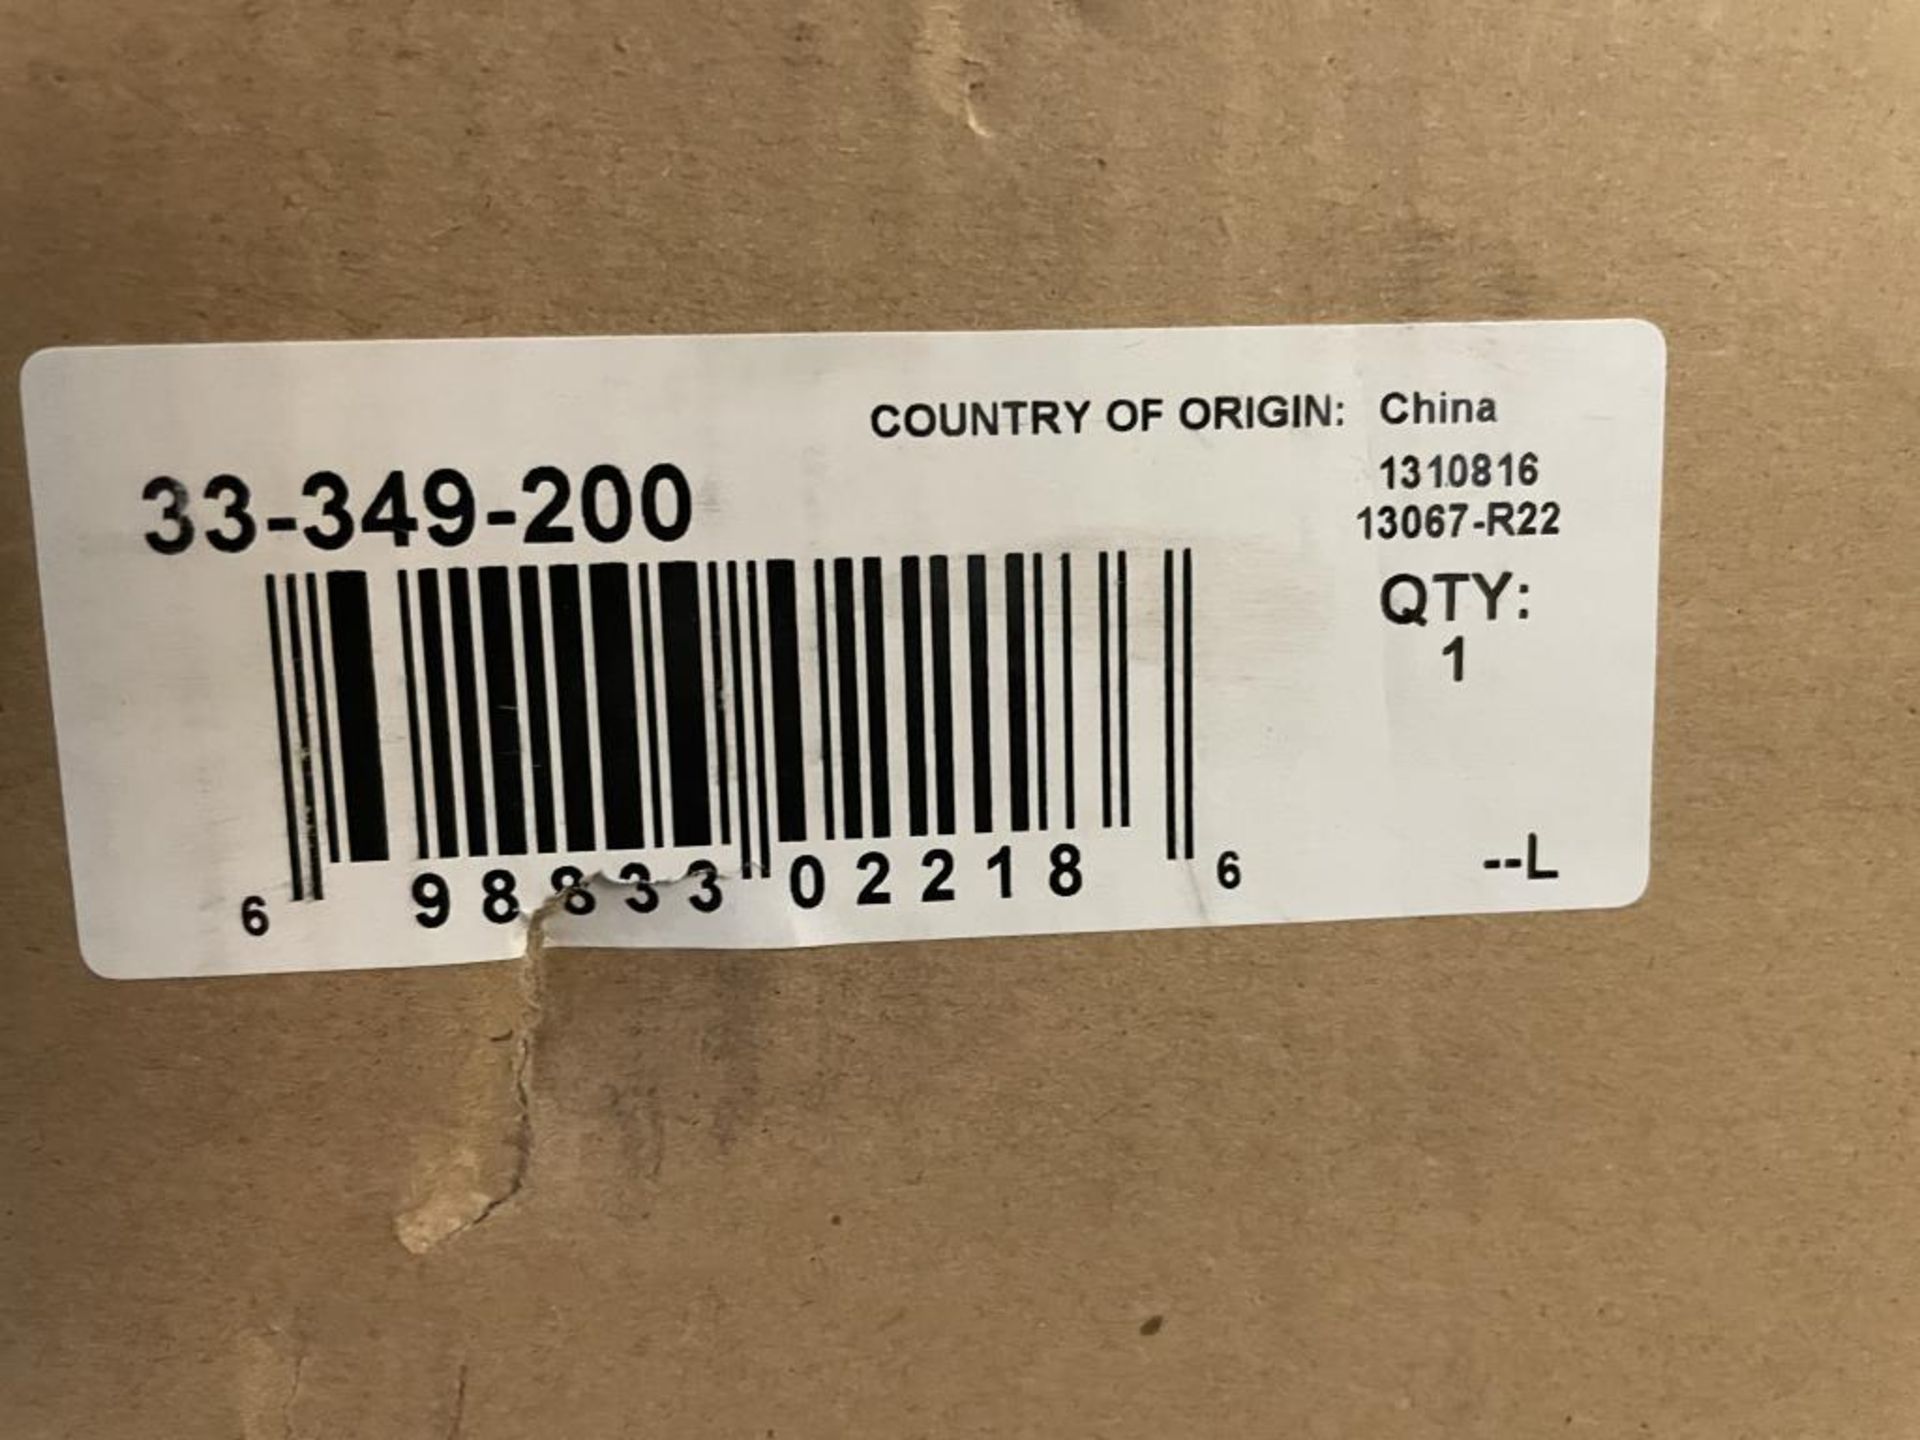 COUNTRY OF ORIGIN: China
33-349-200
1310816
13067-R22
QTY:
1
6 98833 02218 6
--L